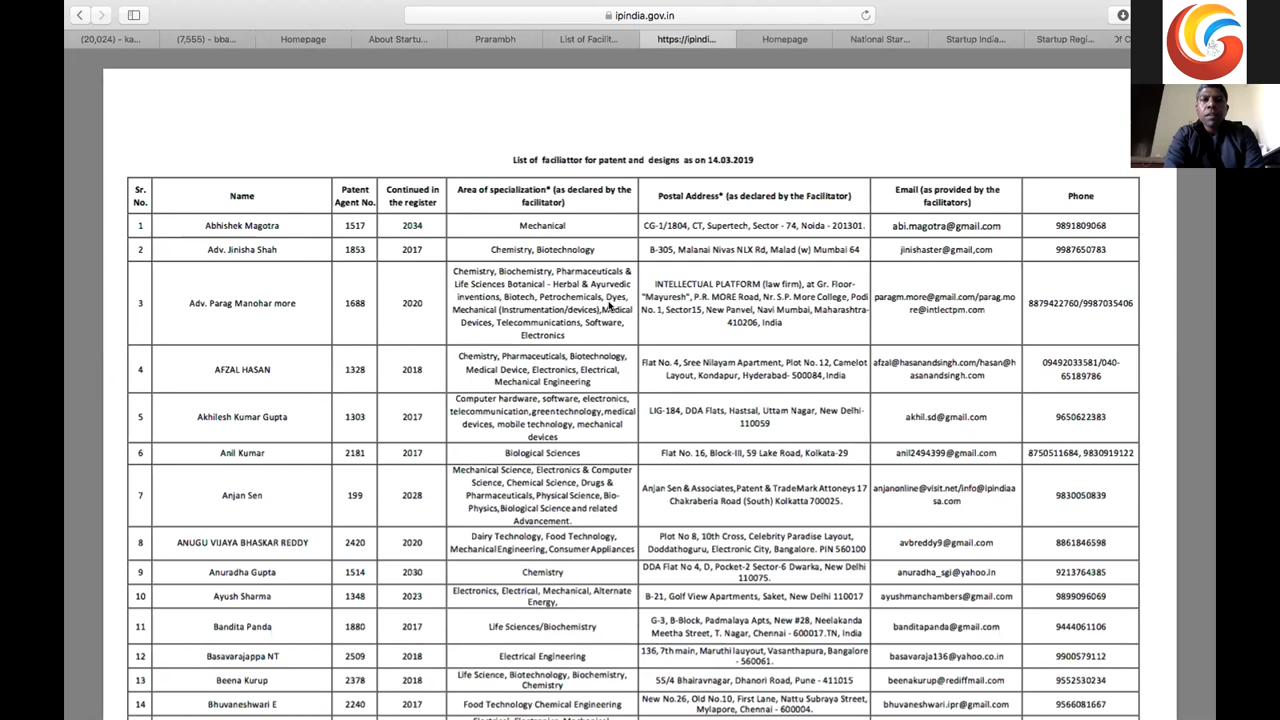 ipindia.gov.in
(20,024) - ka...
(7,555) - bba...
Homepage
About Startu...
Prarambh
List of Facilit...
https://ipindi...
Homepage
National Star...
Startup India...
Startup Regi...
Of C
List of faciliattor for patent and designs as on 14.03.2019
Sr. No. Name Patent Agent No. Continued in the register Area of specialization* (as declared by the facilitator) Postal Address* (as declared by the Facilitator) Email (as provided by the facilitators) Phone
1 Abhishek Magotra 1517 2034 Mechanical CG-1/1804, CT, Supertech, Sector - 74, Noida - 201301. abi.magotra@gmail.com 9891809068
2 Adv. Jinisha Shah 1853 2017 Chemistry, Biotechnology B-305, Malanai Nivas NLX Rd, Malad (w) Mumbai 64 jinishaster@gmail,com 9987650783
3 Adv. Parag Manohar more 1688 2020
Chemistry, Biochemistry, Pharmaceuticals &
Life Sciences Botanical - Herbal & Ayurvedic
inventions, Biotech, Petrochemicals, Dyes,
Mechanical (Instrumentation/devices),Medical
Devices, Telecommunications, Software,
Electronics
INTELLECTUAL PLATFORM (law firm), at Gr. Floor-
"Mayuresh", P.R. MORE Road, Nr. S.P. More College, Podi
No. 1, Sector15, New Panvel, Navi Mumbai, Maharashtra-
410206, India
paragm.more@gmail.com/parag.mo
re@intlectpm.com
8879422760/9987035406
4 AFZAL HASAN 1328 2018
Chemistry, Pharmaceuticals, Biotechnology,
Medical Device, Electronics, Electrical,
Mechanical Engineering
Flat No. 4, Sree Nilayam Apartment, Plot No. 12, Camelot
Layout, Kondapur, Hyderabad- 500084, India
afzal@hasanandsingh.com/hasan@h
asanandsingh.com
09492033581/040-
65189786
5 Akhilesh Kumar Gupta 1303 2017
Computer hardware, software, electronics,
telecommunication,green technology,medical
devices, mobile technology, mechanical
devices
LIG-184, DDA Flats, Hastsal, Uttam Nagar, New Delhi-
110059
akhil.sd@gmail.com
9650622383
6 Anil Kumar 2181 2017 Biological Sciences Flat No. 16, Block-III, 59 Lake Road, Kolkata-29 anil2494399@gmail.com 8750511684, 9830919122
7 Anjan Sen 199 2028
Mechanical Science, Electronics & Computer
Science, Chemical Science, Drugs &
Pharmaceuticals, Physical Science, Bio-
Physics,Biological Science and related
Advancement.
Anjan Sen & Associates,Patent & TradeMark Attoneys 17
Chakraberia Road (South) Kolkatta 700025.
anjanonline@visit.net/info@ipindiaa
sa.com
9830050839
8 ANUGU VIJAYA BHASKAR REDDY 2420 2020
Dairy Technology, Food Technology,
Mechanical Engineering, Consumer Appliances
Plot No 8, 10th Cross, Celebrity Paradise Layout,
Doddathoguru, Electronic City, Bangalore. PIN 560100
avbreddy9@gmail.com
8861846598
9 Anuradha Gupta 1514 2030 Chemistry
DDA Flat No 4, D, Pocket-2 Sector-6 Dwarka, New Delhi
110075.
anuradha_sgi@yahoo.in
9213764385
10 Ayush Sharma 1348 2023
Electronics, Electrical, Mechanical, Alternate
Energy,
B-21, Golf View Apartments, Saket, New Delhi 110017
ayushmanchambers@gmail.com
9899096069
11 Bandita Panda 1880 2017 Life Sciences/Biochemistry
G-3, B-Block, Padmalaya Apts, New #28, Neelakanda
Meetha Street, T. Nagar, Chennai - 600017.TN, India
banditapanda@gmail.com
9444061106
12 Basavarajappa NT 2509 2018 Electrical Engineering
136, 7th main, Maruthi lauyout, Vasanthapura, Bangalore
- 560061.
basavaraja136@yahoo.co.in
9900579112
13 Beena Kurup 2378 2018
Life Science, Biotechnology, Biochemistry,
Chemistry
55/4 Bhairavnagar, Dhanori Road, Pune - 411015
beenakurup@rediffmail.com
9552530234
14 Bhuvaneshwari E 2240 2017 Food Technology Chemical Engineering
New No.26, Old No.10, First Lane, Nattu Subraya Street,
Mylapore, Chennai - 600004.
bhuvaneshwari.ipr@gmail.com
9566081667